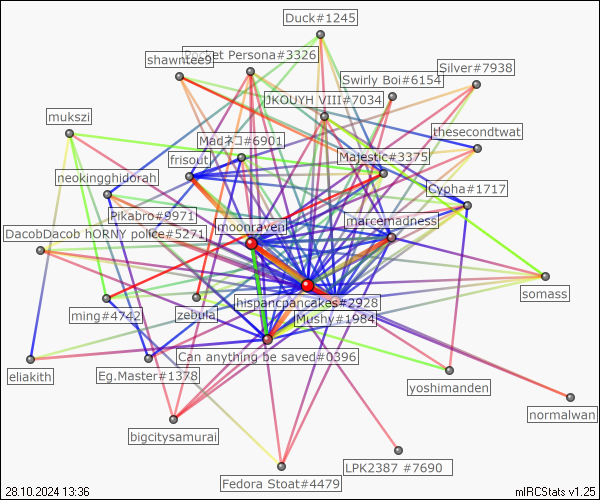 Duck#1245
shawntee9
Pocket Persona#3326
Silver#7938
Swirly Boi#6154
JKOUYH VIII#7034
mukszi
thesecondtwat
Madネコ#6901
Majestic#3375
frisout
neokingghidorah
Cypha#1717
Pikabro#9971
marcemadness
moonraven
DacobDacob hORNY police#5271
somass
hispancpancakes#2928
ming#4742
zebula
Mushy#1984
Can anything be saved#0396
eliakith
Eg.Master#1378
yoshimanden
normalwan
bigcitysamurai
LPK2387 #7690
Fedora Stoat#4479
28.10.2024 13:36
mIRCStats v1.25